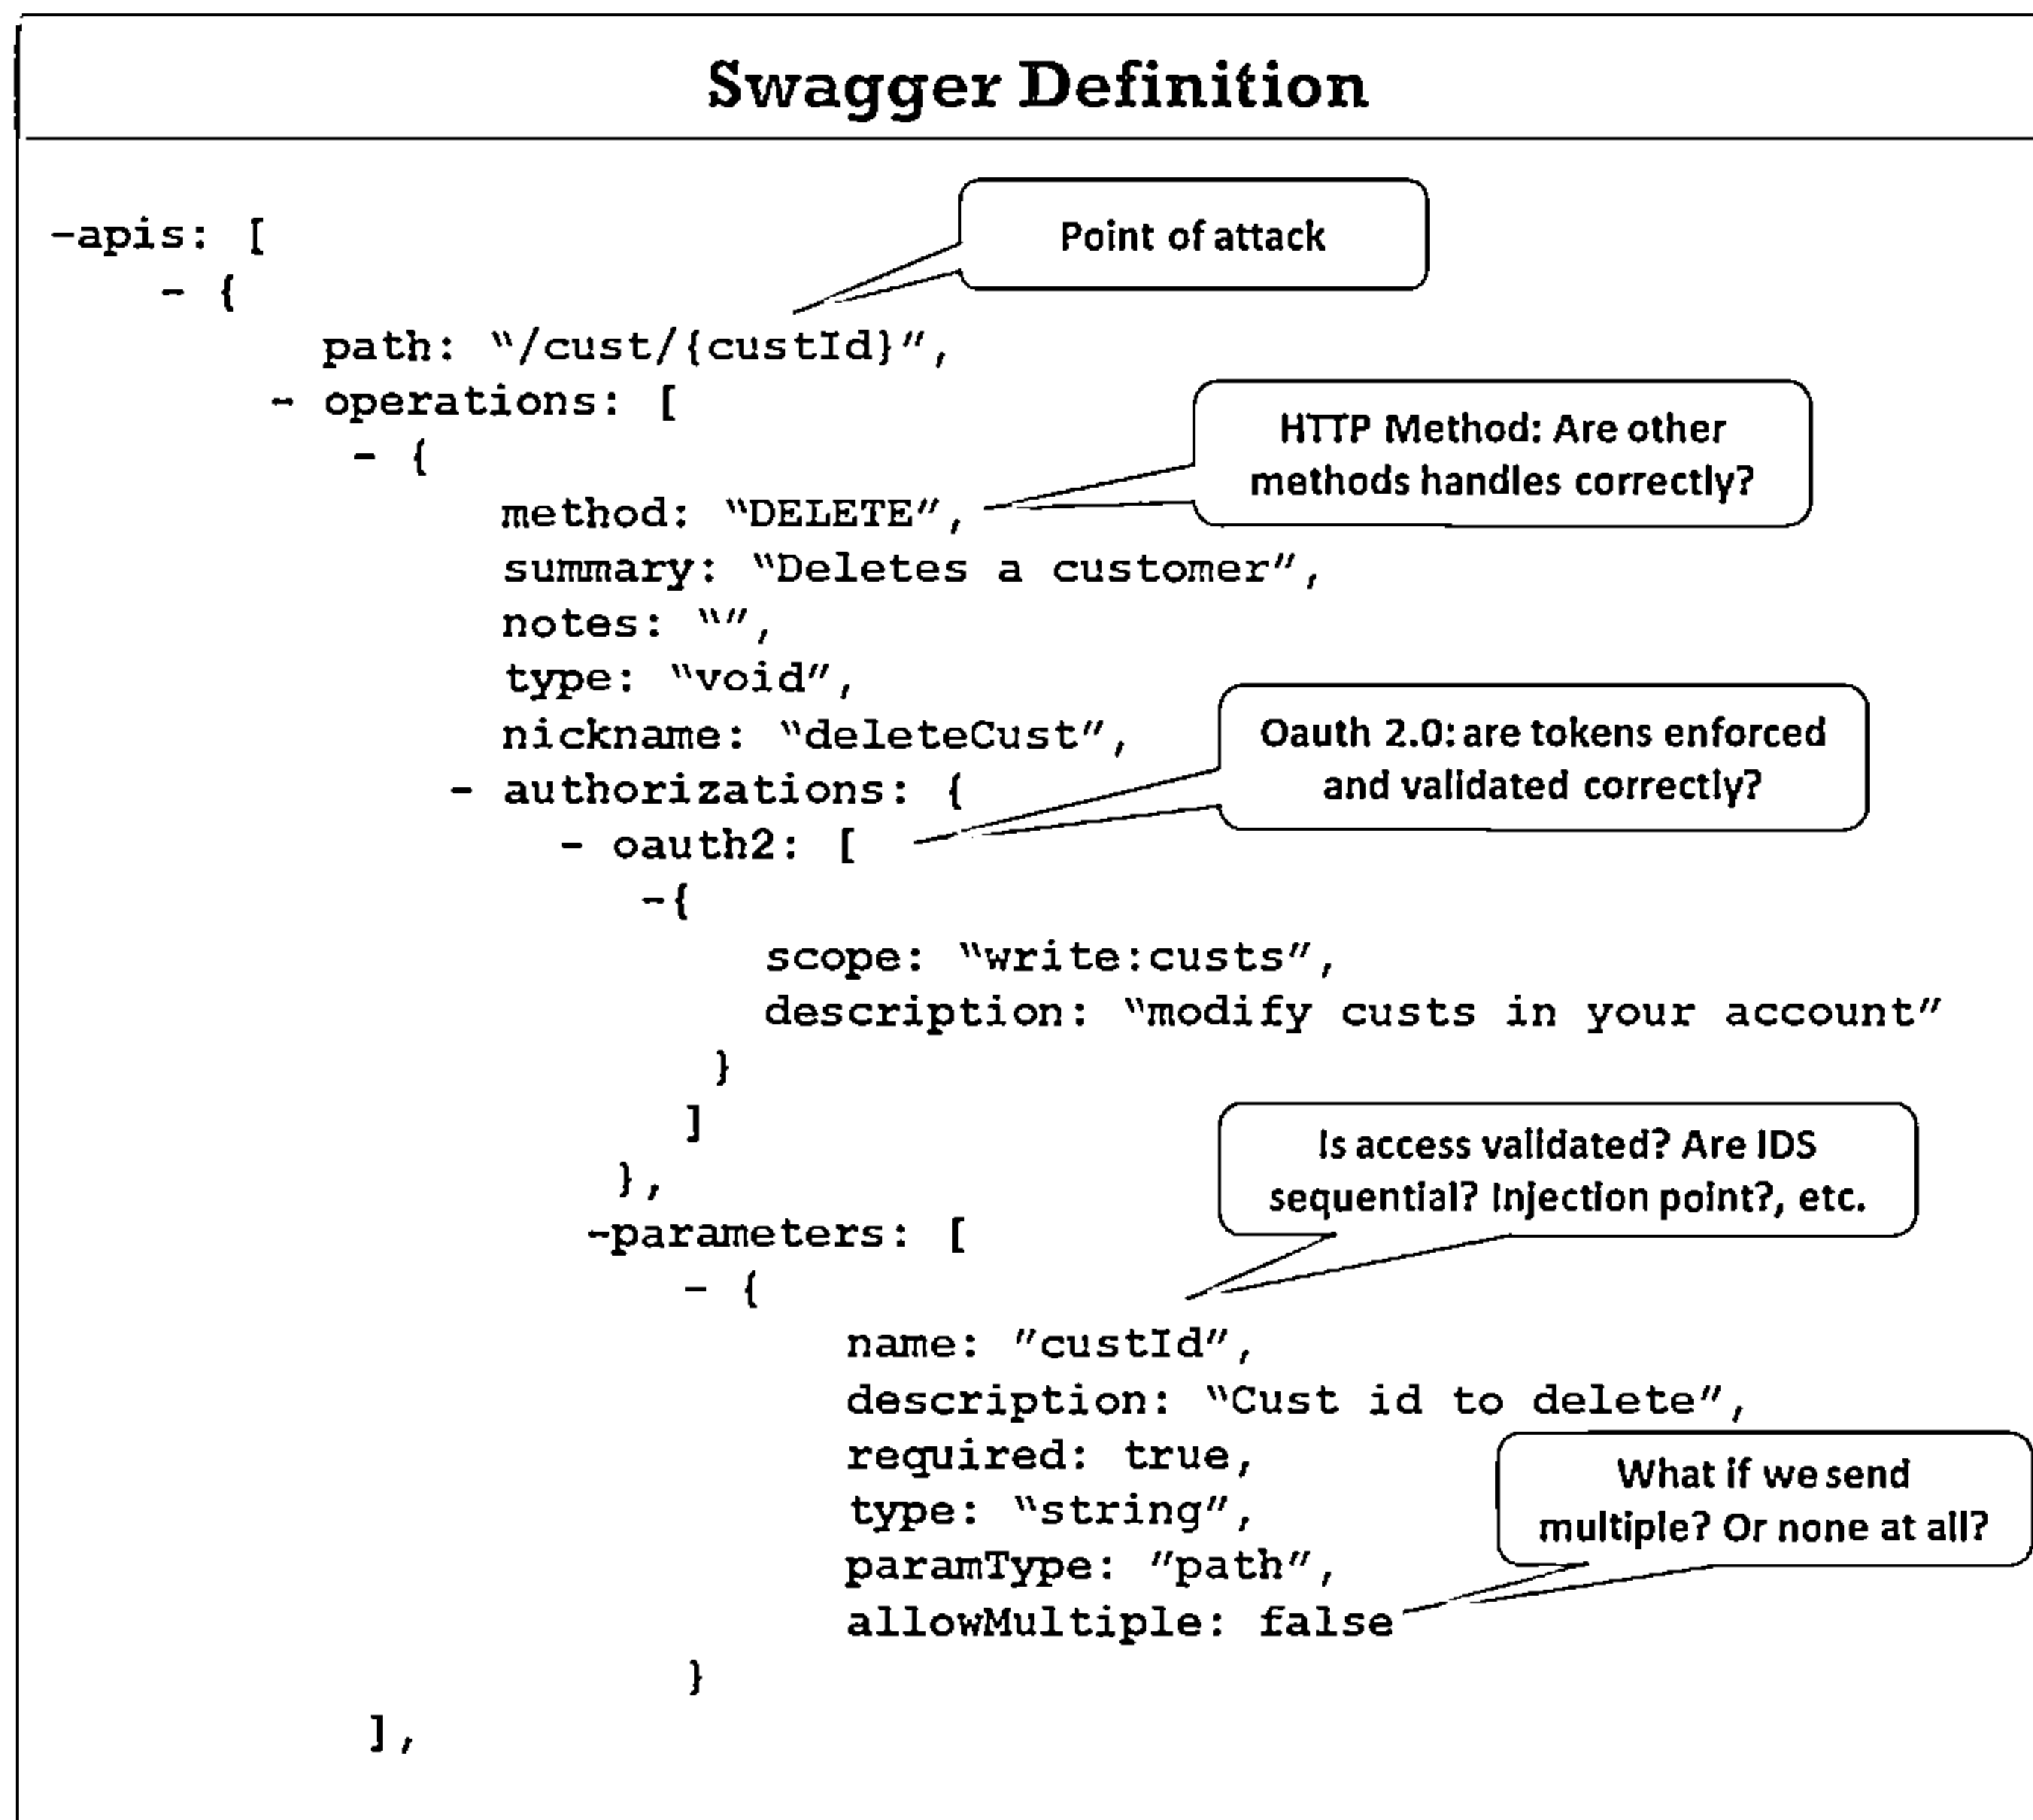 Swagger Definition
-apis: [
- {
Point of attack
path: “/cust/{custId}”,
- operations: [
- {
HTTP Method: Are other
methods handles correctly?
method: “DELETE”,
summary: “Deletes a customer”,
notes: “”,
type: “void”,
nickname: “deleteCust”,
Oauth 2.0: are tokens enforced
and validated correctly?
- authorizations: {
- oauth2: [
-{
scope: “write:custs”,
description: “modify custs in your account”
}
]
},
Is access validated? Are IDS
sequential? Injection point?, etc.
-parameters: [
- {
name: ”custId”,
description: “Cust id to delete”,
required: true,
type: “string”,
What if we send
multiple? Or none at all?
paramType: ”path”,
allowMultiple: false
}
],